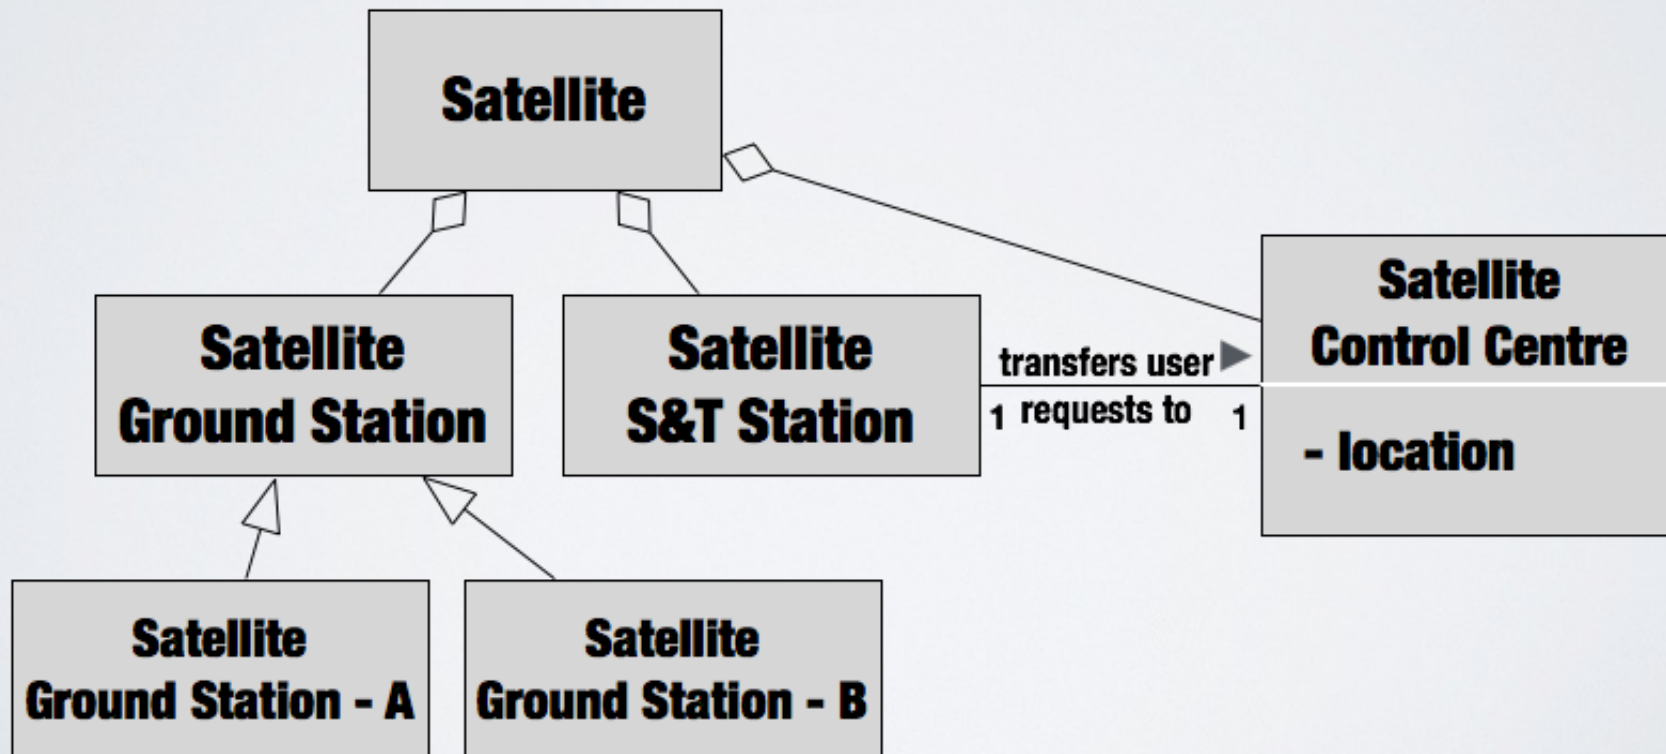 Satellite
Satellite
Ground Station
Satellite
S&T Station
transfers user
1 requests to 1
Satellite
Control Centre
- location
Satellite
Ground Station - A
Satellite
Ground Station - B